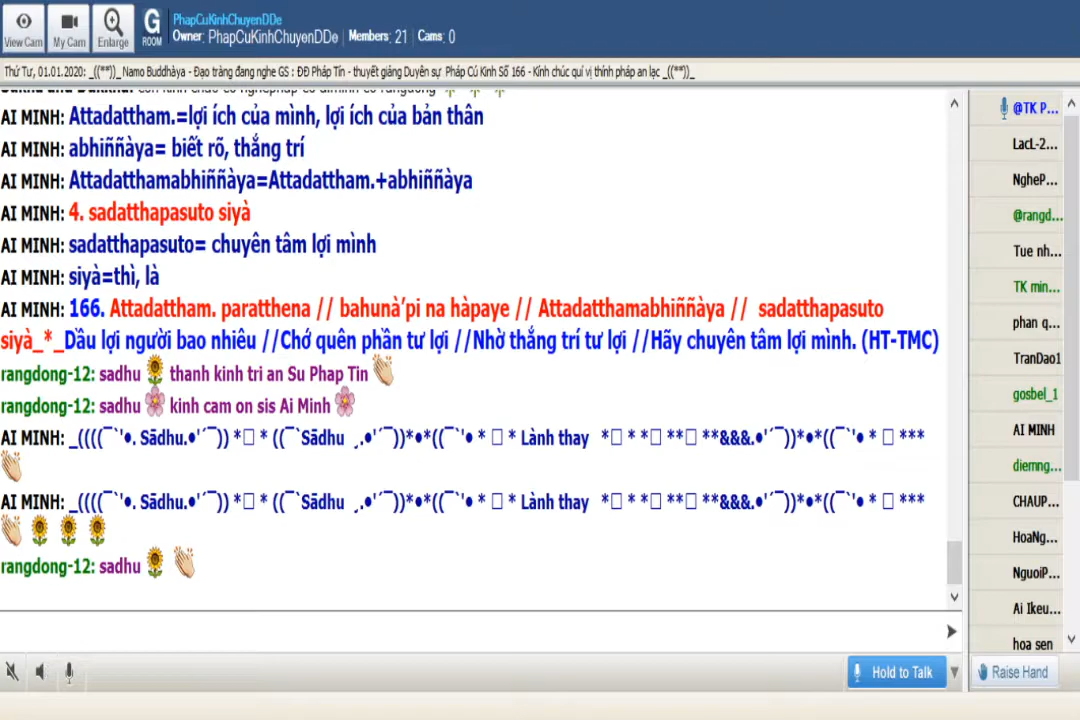 View Cam
My Cam
Enlarge
G
ROOM
PhapCuKinhChuyenDDe
Owner: PhapCuKinhChuyenDDe | Members: 21 | Cams: 0
Thứ Tư, 01.01.2020: _((**))_ Namo Buddhàya - Đạo tràng đang nghe GS : ĐĐ Pháp Tín - thuyết giảng Duyên sự Pháp Cú Kinh Số 166 - Kính chúc quí vị thính pháp an lạc _((**))_
AI MINH: Attadattham.=lợi ích của mình, lợi ích của bản thân
AI MINH: abhiññàya= biết rõ, thắng trí
AI MINH: Attadatthamabhiññàya=Attadattham.+abhiññàya
AI MINH: 4. sadatthapasuto siyà
AI MINH: sadatthapasuto= chuyên tâm lợi mình
AI MINH: siyà=thì, là
AI MINH: 166. Attadattham. paratthena // bahunà’pi na hàpaye // Attadatthamabhiññàya // sadatthapasuto
siyà_*_Dầu lợi người bao nhiêu //Chớ quên phần tư lợi //Nhờ thắng trí tư lợi //Hãy chuyên tâm lợi mình. (HT-TMC)
rangdong-12: sadhu 🌻 thanh kinh tri an Su Phap Tin 👏
rangdong-12: sadhu 🌸 kinh cam on sis Ai Minh 🌸
AI MINH: _((((¯`'•. Sādhu.•'´¯)) *□ * ((¯`Sādhu ¸.•'´¯))*•*((¯`'• * □ * Lành thay *□ * *□ **□ **&&&.•'´¯))*•*((¯`'• * □ ***
👏
AI MINH: _((((¯`'•. Sādhu.•'´¯)) *□ * ((¯`Sādhu ¸.•'´¯))*•*((¯`'• * □ * Lành thay *□ * *□ **□ **&&&.•'´¯))*•*((¯`'• * □ ***
👏 🌻 🌻 🌻
rangdong-12: sadhu 🌻 👏
Hold to Talk
@TK P...
LacL-2...
NgheP...
@rangd...
Tue nh...
TK min...
phan q...
TranDao1
gosbel_1
AI MINH
diemng...
CHAUP...
HoaNg...
NguoiP...
Ai Ikeu...
hoa sen
Raise Hand